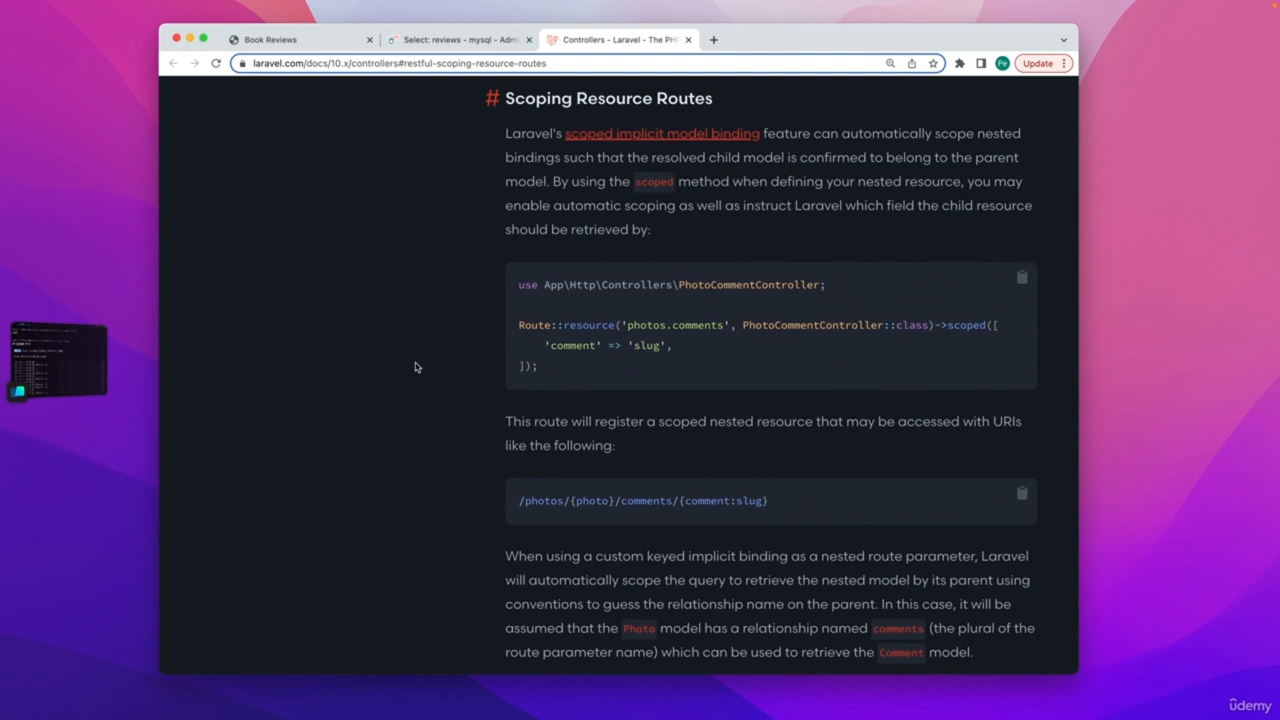 Book Reviews
Select: reviews - mysql - Admi
Controllers - Laravel - The PH
laravel.com/docs/10.x/controllers#restful-scoping-resource-routes
Pe
Update
# Scoping Resource Routes
Laravel's scoped implicit model binding feature can automatically scope nested
bindings such that the resolved child model is confirmed to belong to the parent
model. By using the scoped method when defining your nested resource, you may
enable automatic scoping as well as instruct Laravel which field the child resource
should be retrieved by:
use App\Http\Controllers\PhotoCommentController;
Route::resource('photos.comments', PhotoCommentController::class)->scoped([
'comment' => 'slug',
]);
This route will register a scoped nested resource that may be accessed with URIs
like the following:
/photos/{photo}/comments/{comment:slug}
When using a custom keyed implicit binding as a nested route parameter, Laravel
will automatically scope the query to retrieve the nested model by its parent using
conventions to guess the relationship name on the parent. In this case, it will be
assumed that the Photo model has a relationship named comments (the plural of the
route parameter name) which can be used to retrieve the Comment model.
udemy